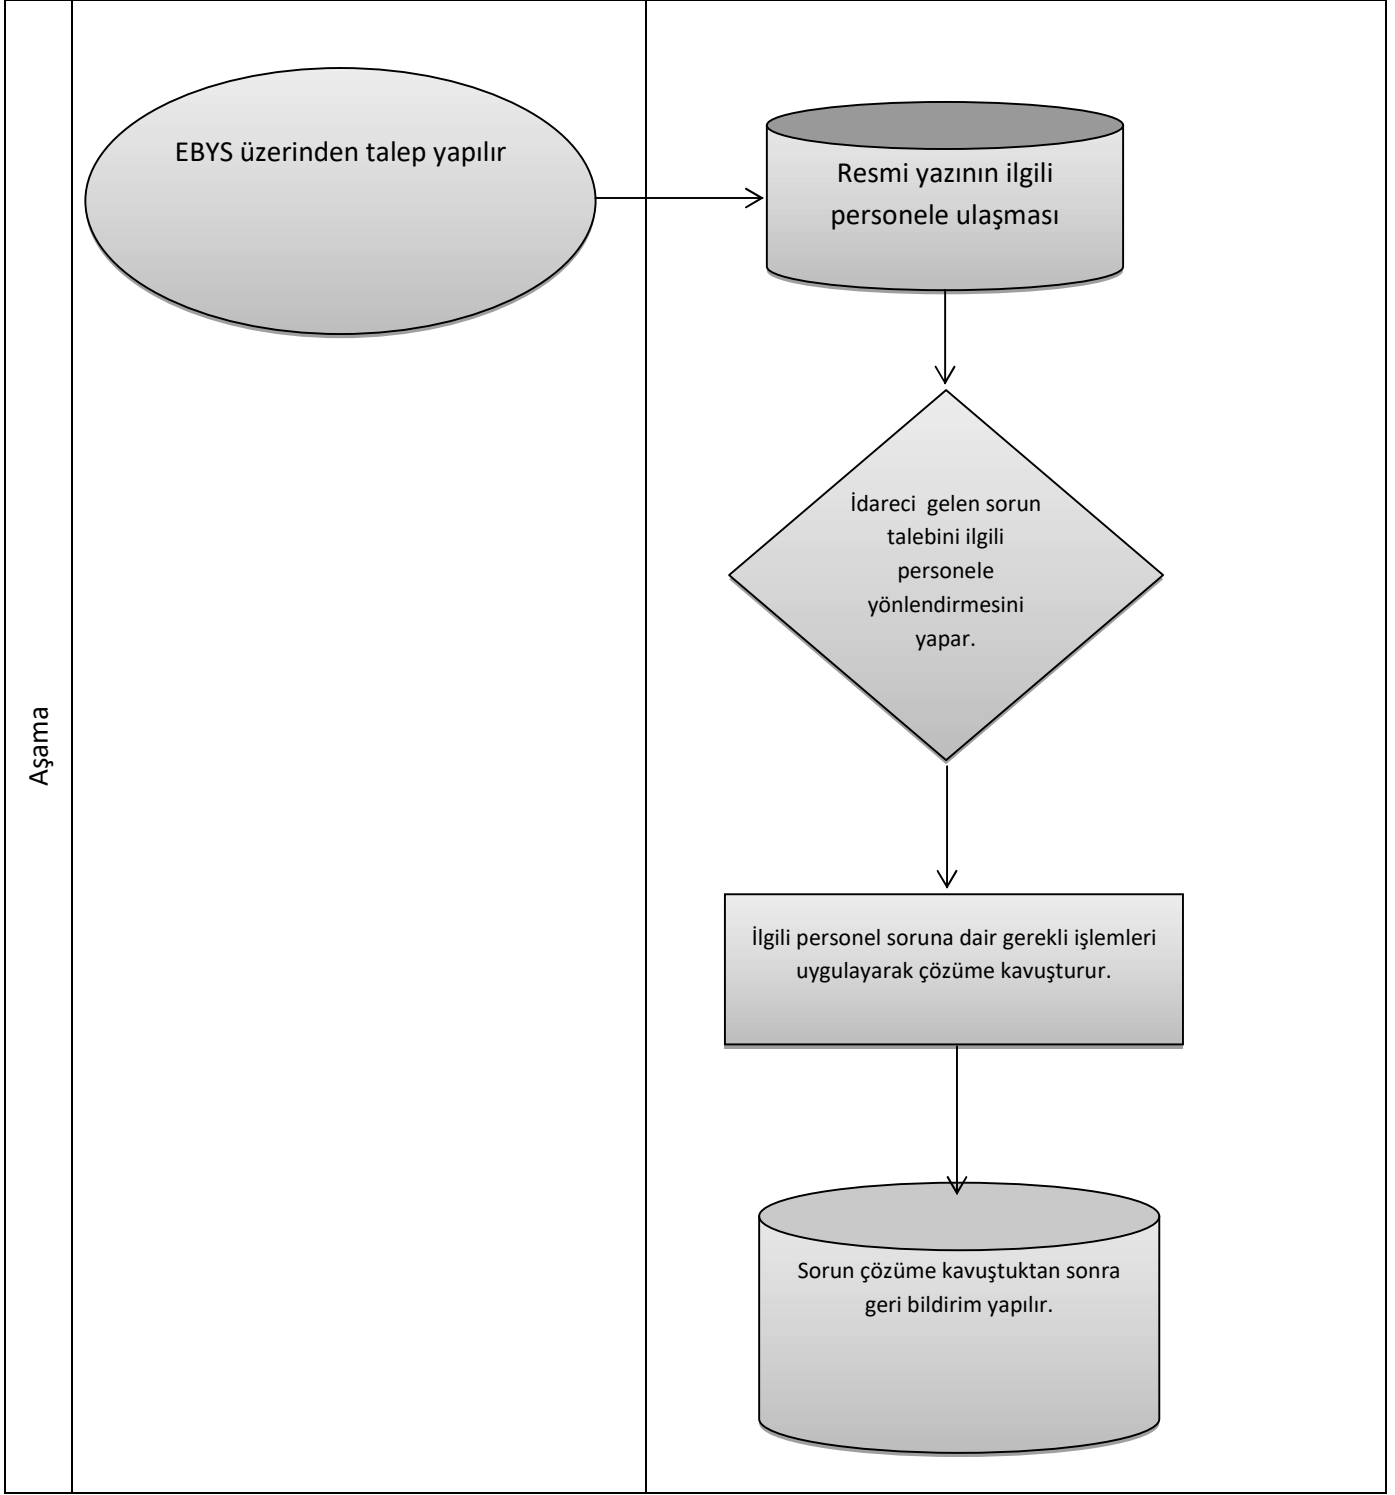 Aşama
EBYS üzerinden talep yapılır
Resmi yazının ilgili
personele ulaşması
İdareci  gelen sorun
talebini ilgili
personele
yönlendirmesini
yapar.
İlgili personel soruna dair gerekli işlemleri
uygulayarak çözüme kavuşturur.
Sorun çözüme kavuştuktan sonra
geri bildirim yapılır.